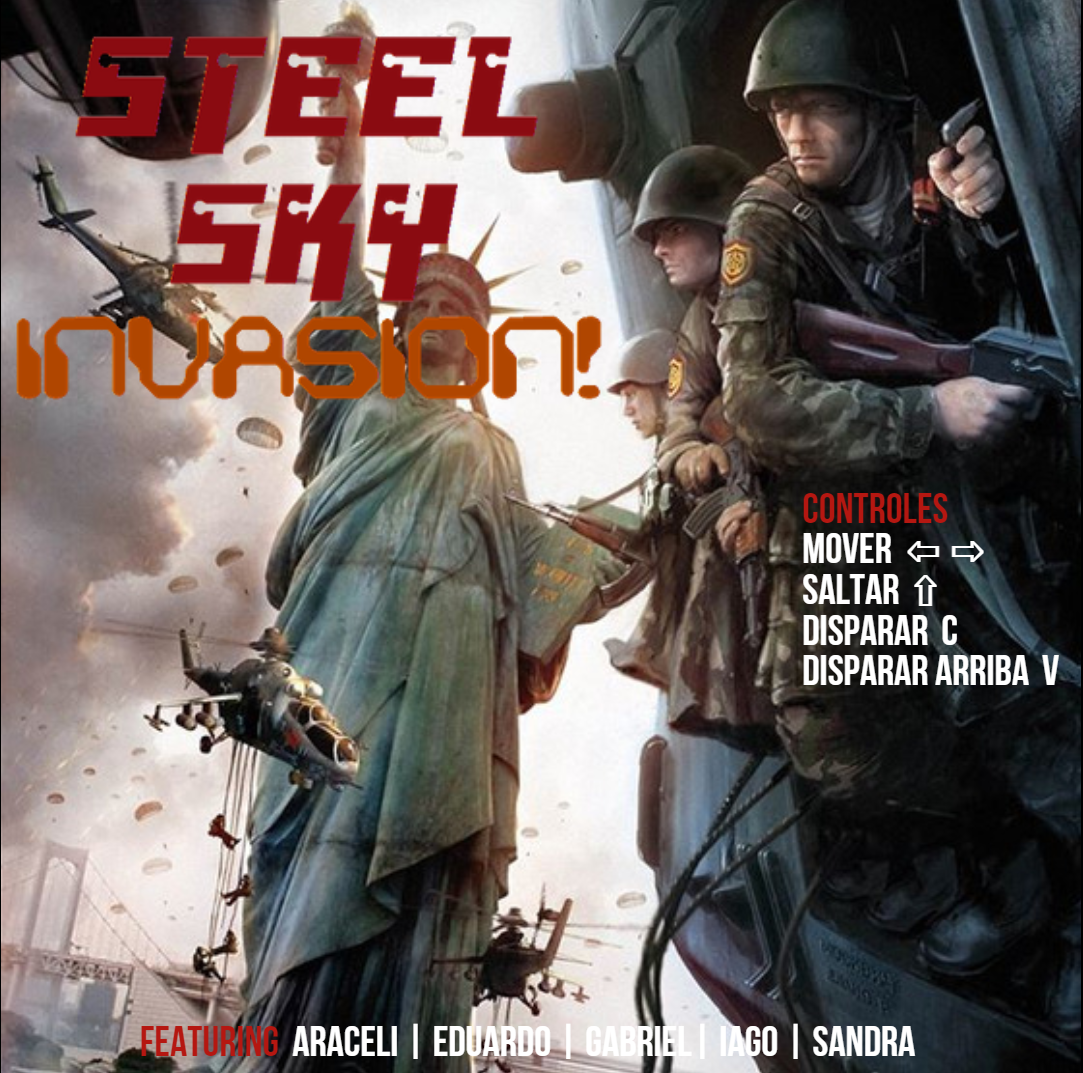 STEEL
SKY
INVASION!
CONTROLES
MOVER ⇦ ⇨
SALTAR ⇧
DISPARAR C
DISPARAR ARRIBA V
FEATURING ARACELI | EDUARDO | GABRIEL | IAGO | SANDRA